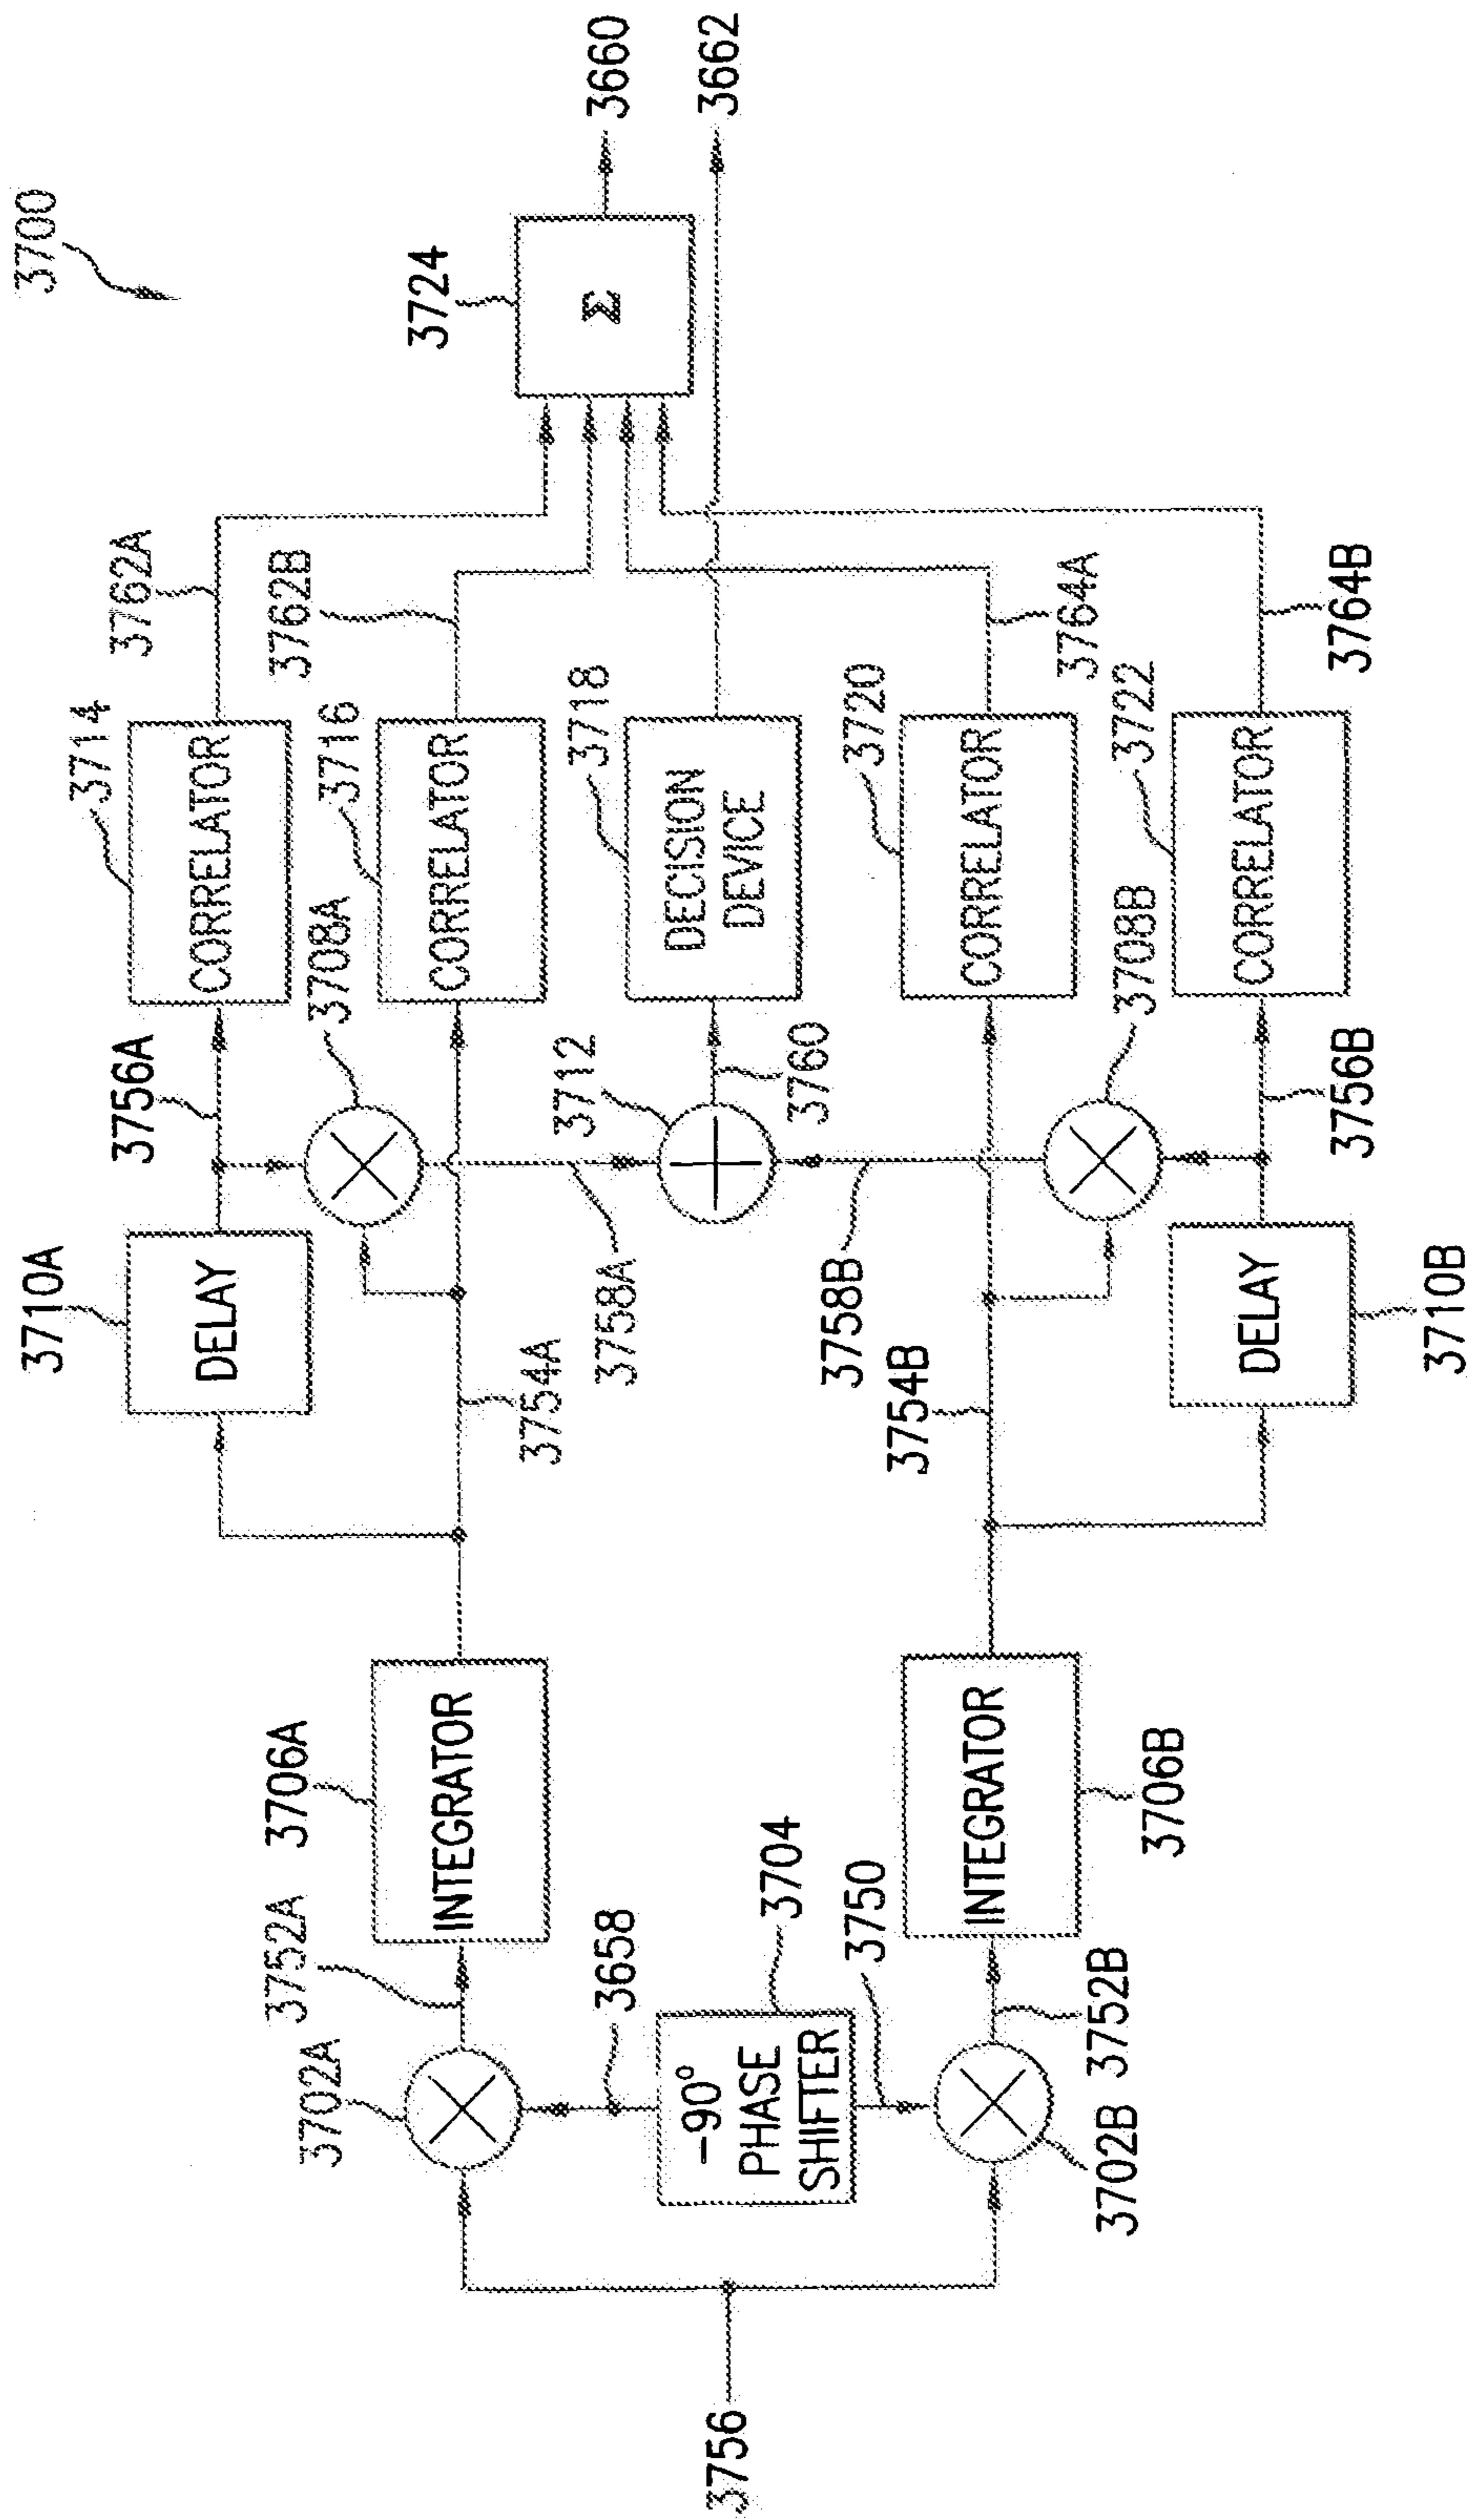 3700
3762A
3714
CORRELATOR
3756A
3710A
DELAY
3660
3662
3724
Σ
3762B
3716
CORRELATOR
3708A
3754A
3706A
INTEGRATOR
3752A
3702A
3718
DECISION
DEVICE
3712
3760
3758A
3758B
3658
3704
-90°
PHASE
SHIFTER
3750
3756
3764A
3720
CORRELATOR
3708B
3754B
INTEGRATOR
3706B
3752B
3702B
3764B
3722
CORRELATOR
3756B
DELAY
3710B